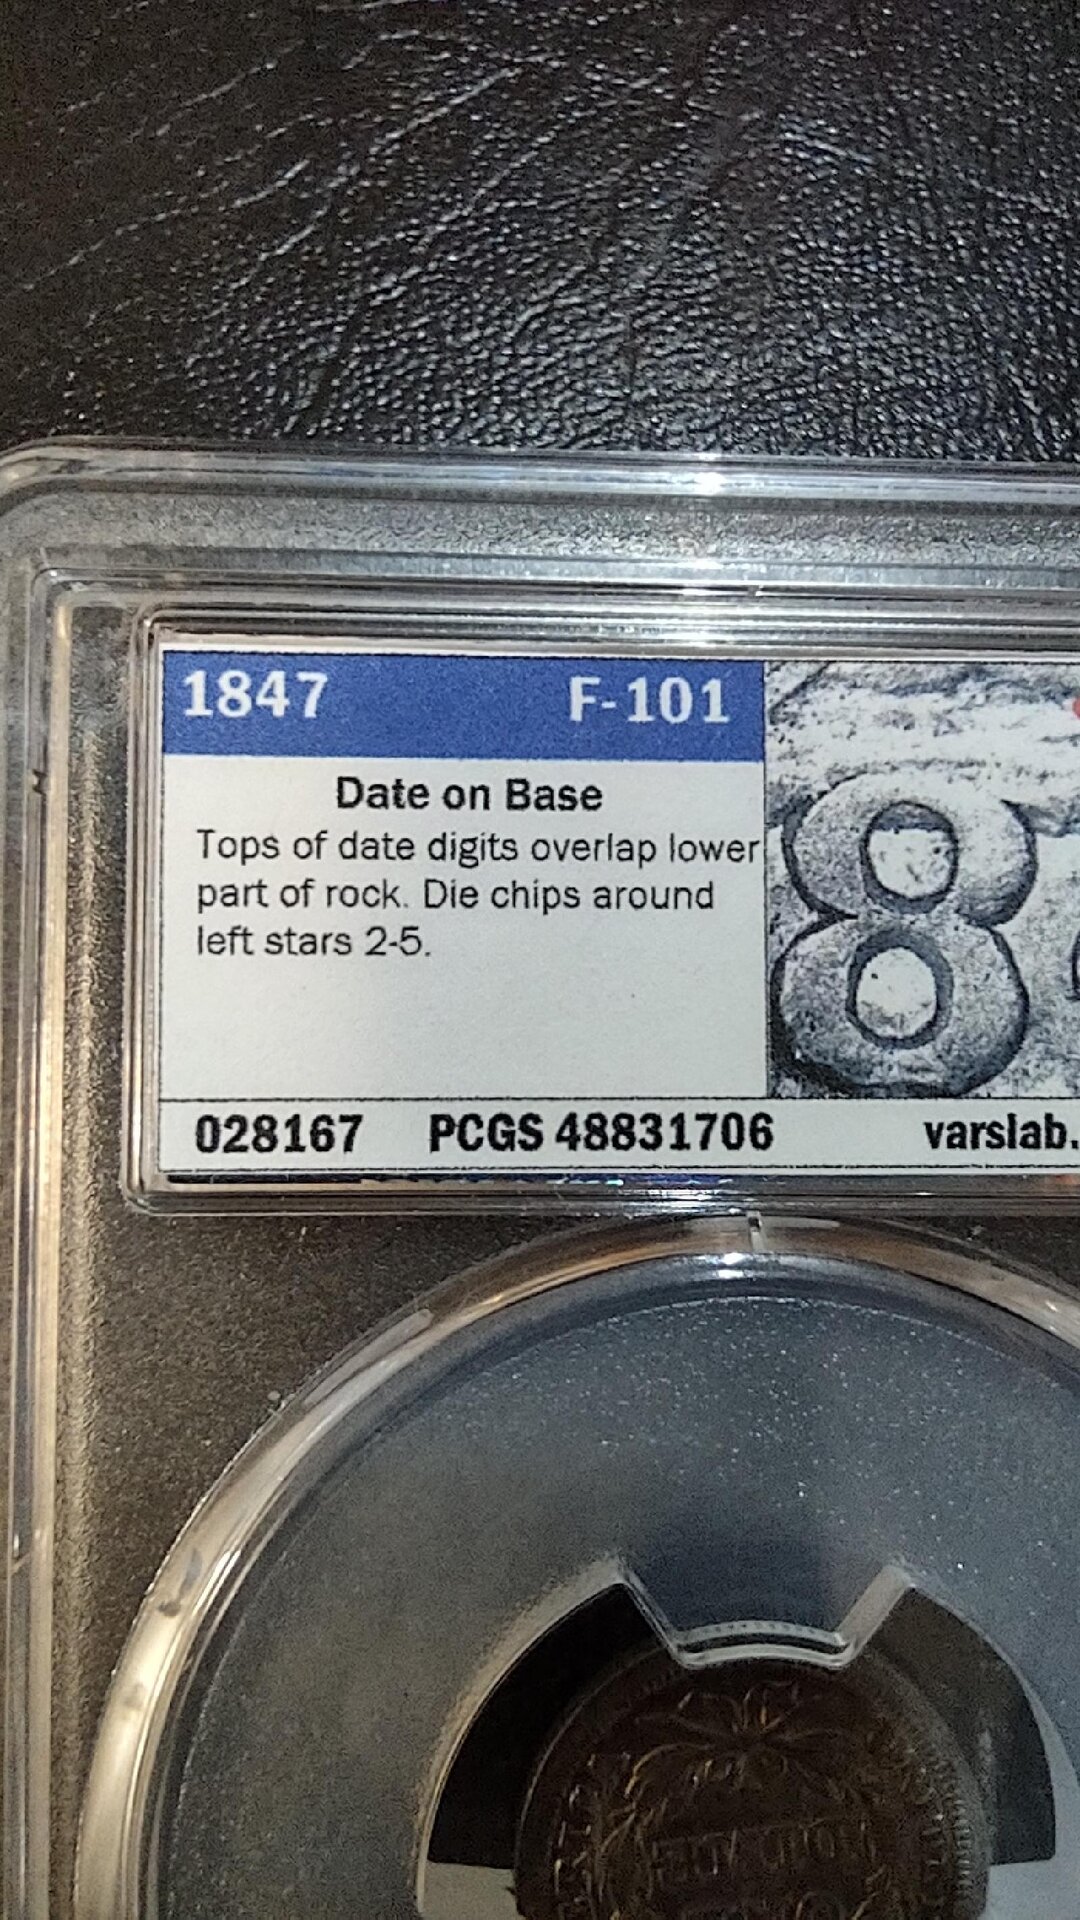 1847 F-101
Date on Base
Tops of date digits overlap lower
part of rock. Die chips around
left stars 2-5.
028167 PCGS 48831706 varslab.
8